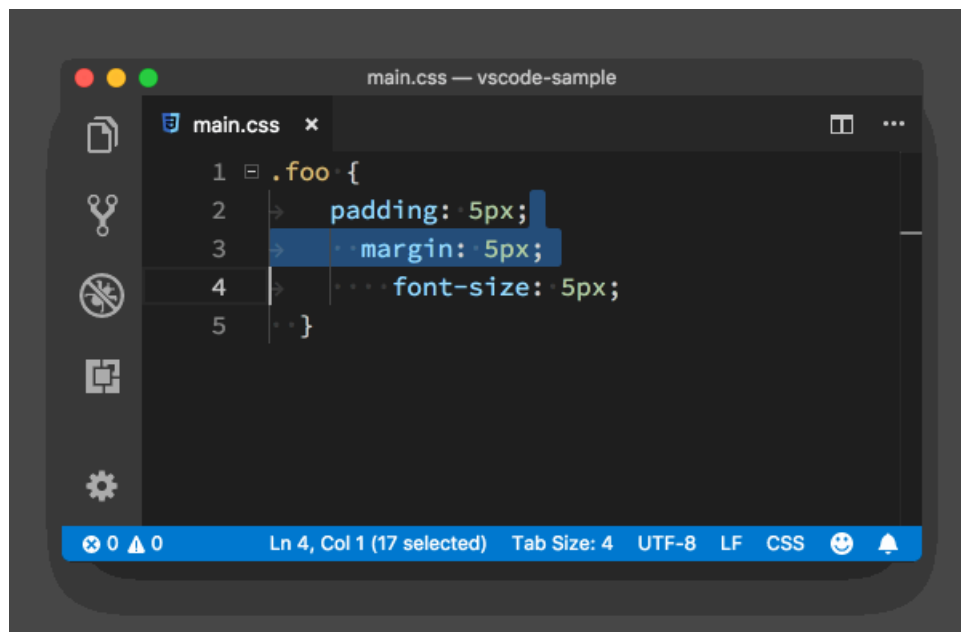 main.css — vscode-sample
main.css ×
1 .foo {
2 padding: 5px;
3 margin: 5px;
4 font-size: 5px;
5 }
0 0 Ln 4, Col 1 (17 selected) Tab Size: 4 UTF-8 LF CSS